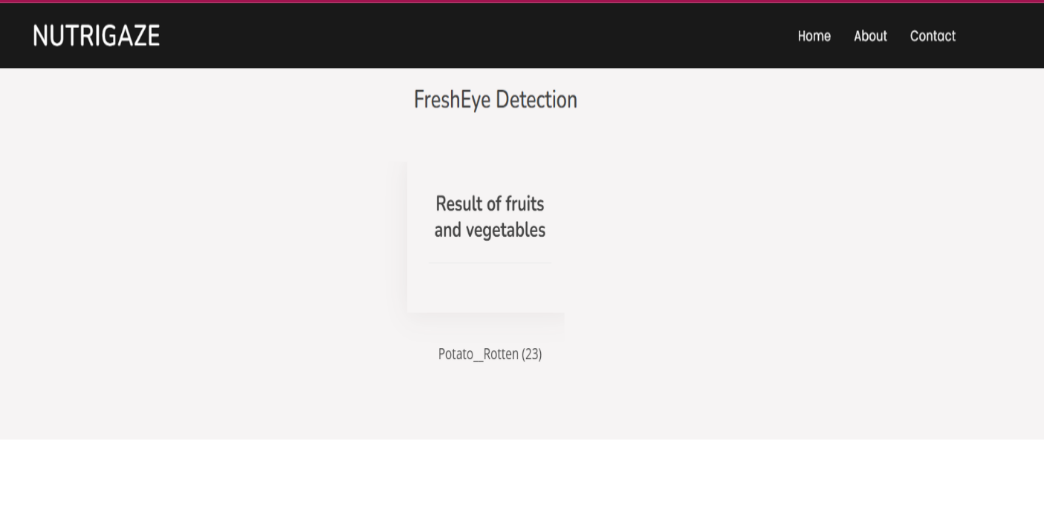 NUTRIGAZE
Home About Contact
FreshEye Detection
Result of fruits
and vegetables
Potato__Rotten (23)